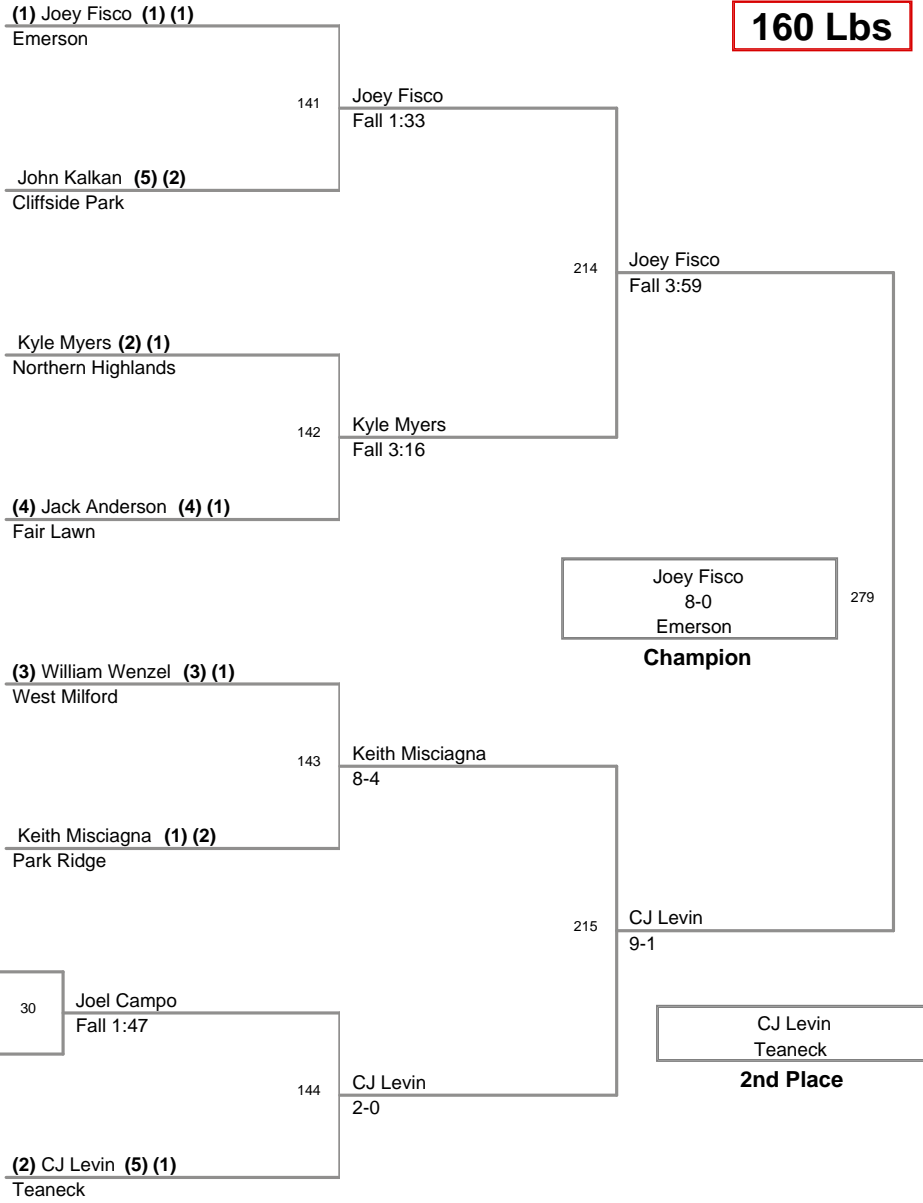 (1) Joey Fisco (1) (1)
Emerson
160 Lbs
141
Joey Fisco
Fall 1:33
John Kalkan (5) (2)
Cliffside Park
214
Joey Fisco
Fall 3:59
Kyle Myers (2) (1)
Northern Highlands
142
Kyle Myers
Fall 3:16
(4) Jack Anderson (4) (1)
Fair Lawn
Joey Fisco
8-0
Emerson
279
Champion
(3) William Wenzel (3) (1)
West Milford
143
Keith Misciagna
8-4
Keith Misciagna (1) (2)
Park Ridge
215
CJ Levin
9-1
30
Joel Campo
Fall 1:47
CJ Levin
Teaneck
2nd Place
144
CJ Levin
2-0
(2) CJ Levin (5) (1)
Teaneck